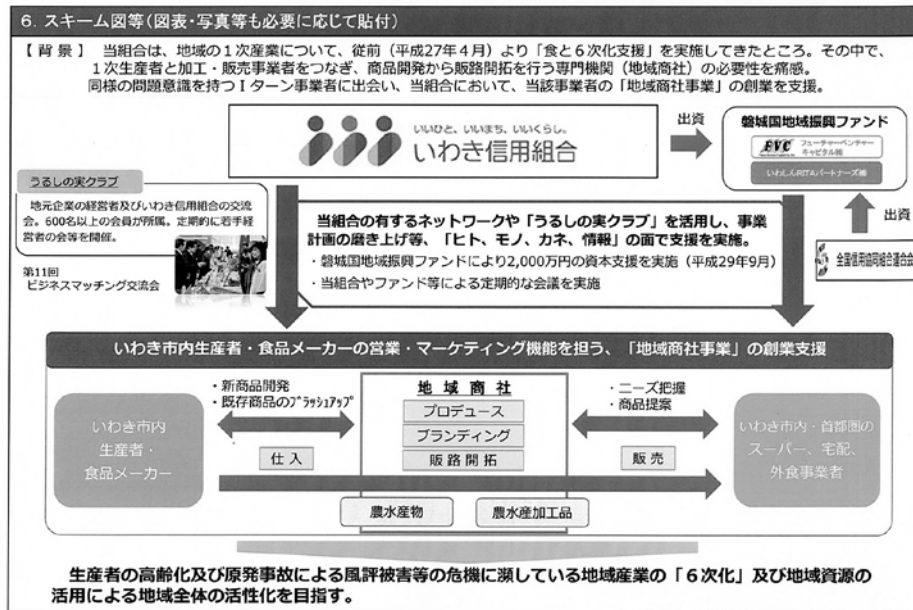 6. スキーム図等(図表・写真等も必要に応じて貼付)
【背景】 当組合は、地域の1次産業について、従前(平成27年4月)より「食と6次化支援」を実施してきたところ。その中で、
1次生産者と加工・販売事業者をつなぎ、商品開発から販路開拓を行う専門機関(地域商社)の必要性を痛感。
同様の問題意識を持つIターン事業者に出会い、当組合において、当該事業者の「地域商社事業」の創業を支援。
いいひと、いいまち、いいくらし。
いわき信用組合
出資
磐城国地域振興ファンド
FVC フューチャーベンチャー
キャピタル㈱
いわしんRITAパートナーズ㈱
出資
全国信用協同組合連合会
うるしの実クラブ
地元企業の経営者及びいわき信用組合の交流
会。600名以上の会員が所属。定期的に若手経
営者の会等を開催。
第11回
ビジネスマッチング交流会
当組合の有するネットワークや「うるしの実クラブ」を活用し、事業
計画の磨き上げ等、「ヒト、モノ、カネ、情報」の面で支援を実施。
・磐城国地域振興ファンドにより2,000万円の資本支援を実施(平成29年9月)
・当組合やファンド等による定期的な会議を実施
いわき市内生産者・食品メーカーの営業・マーケティング機能を担う、「地域商社事業」の創業支援
いわき市内
生産者・
食品メーカー
・新商品開発
・既存商品のブラッシュアップ
仕入
地域商社
プロデュース
ブランディング
販路開拓
・ニーズ把握
・商品提案
販売
いわき市内・首都圏の
スーパー、宅配、
外食事業者
農水産物
農水産加工品
生産者の高齢化及び原発事故による風評被害等の危機に瀕している地域産業の「6次化」及び地域資源の
活用による地域全体の活性化を目指す。